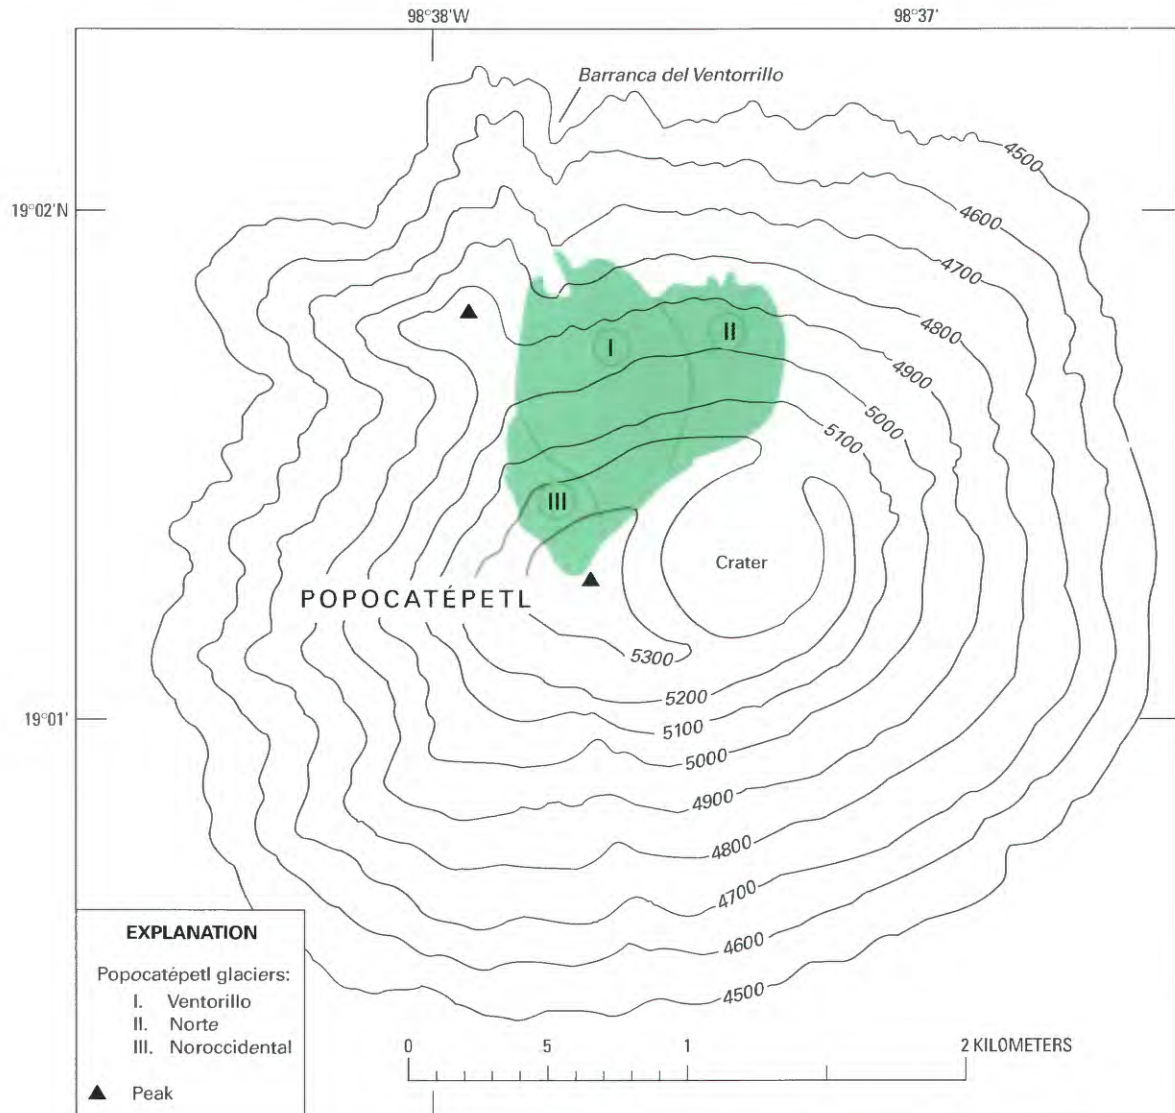 98°38'W
98°37'
Barranca del Ventorrillo
4500
19°02'N
4600
4700
4800
4900
5000
5100
I
II
III
Crater
POPOCATÉPETL
5300
5200
19°01'
5100
5000
4900
4800
4700
4600
4500
EXPLANATION
Popocatépetl glaciers:
I. Ventorillo
II. Norte
III. Noroccidental
▲ Peak
0 5 1 2 KILOMETERS